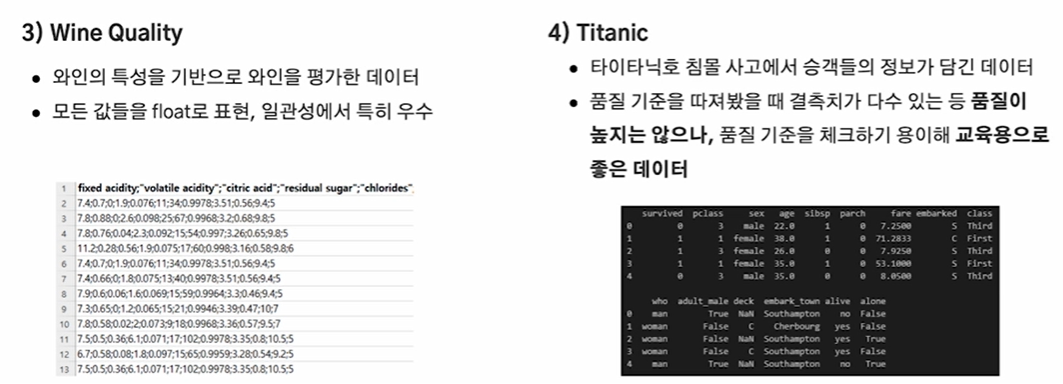 3) Wine Quality
• 와인의 특성을 기반으로 와인을 평가한 데이터
• 모든 값들을 float로 표현, 일관성에서 특히 우수
1 fixed acidity;"volatile acidity";"citric acid";"residual sugar";"chlorides"
2 7.4;0.7;0;1.9;0.076;11;34;0.9978;3.51;0.56;9.4;5
3 7.8;0.88;0;2.6;0.098;25;67;0.9968;3.2;0.68;9.8;5
4 7.8;0.76;0.04;2.3;0.092;15;54;0.997;3.26;0.65;9.8;5
5 11.2;0.28;0.56;1.9;0.075;17;60;0.998;3.16;0.58;9.8;6
6 7.4;0.7;0;1.9;0.076;11;34;0.9978;3.51;0.56;9.4;5
7 7.4;0.66;0;1.8;0.075;13;40;0.9978;3.51;0.56;9.4;5
8 7.9;0.6;0.06;1.6;0.069;15;59;0.9964;3.3;0.46;9.4;5
9 7.3;0.65;0;1.2;0.065;15;21;0.9946;3.39;0.47;10;7
10 7.8;0.58;0.02;2;0.073;9;18;0.9968;3.36;0.57;9.5;7
11 7.5;0.5;0.36;6.1;0.071;17;102;0.9978;3.35;0.8;10.5;5
12 6.7;0.58;0.08;1.8;0.097;15;65;0.9959;3.28;0.54;9.2;5
13 7.5;0.5;0.36;6.1;0.071;17;102;0.9978;3.35;0.8;10.5;5
4) Titanic
• 타이타닉호 침몰 사고에서 승객들의 정보가 담긴 데이터
• 품질 기준을 따져봤을 때 결측치가 다수 있는 등 품질이
높지는 않으나, 품질 기준을 체크하기 용이해 교육용으로
좋은 데이터
survived pclass sex age sibsp parch fare embarked class
0 0 3 male 22.0 1 0 7.2500 S Third
1 1 1 female 38.0 1 0 71.2833 C First
2 1 3 female 26.0 0 0 7.9250 S Third
3 1 1 female 35.0 1 0 53.1000 S First
4 0 3 male 35.0 0 0 8.0500 S Third
who adult_male deck embark_town alive alone
0 man True NaN Southampton no False
1 woman False C Cherbourg yes False
2 woman False NaN Southampton yes True
3 woman False C Southampton yes False
4 man True NaN Southampton no True